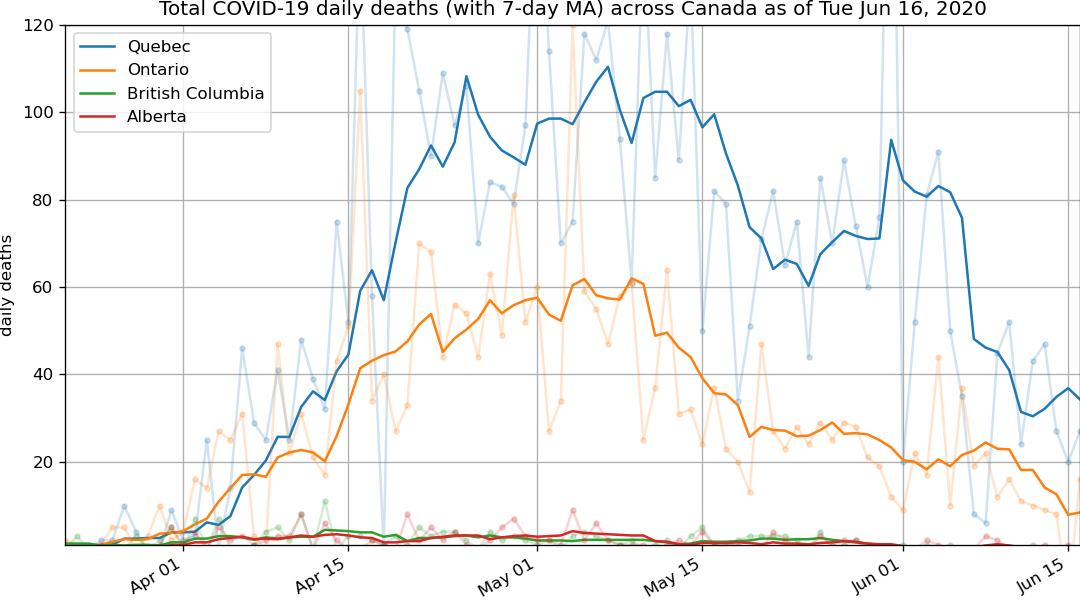 Total COVID-19 daily deaths (with 7-day MA) across Canada as of Tue Jun 16, 2020
120
100
80
60
40
20
daily deaths
Quebec
Ontario
British Columbia
Alberta
Apr 01
Apr 15
May 01
May 15
Jun 01
Jun 15